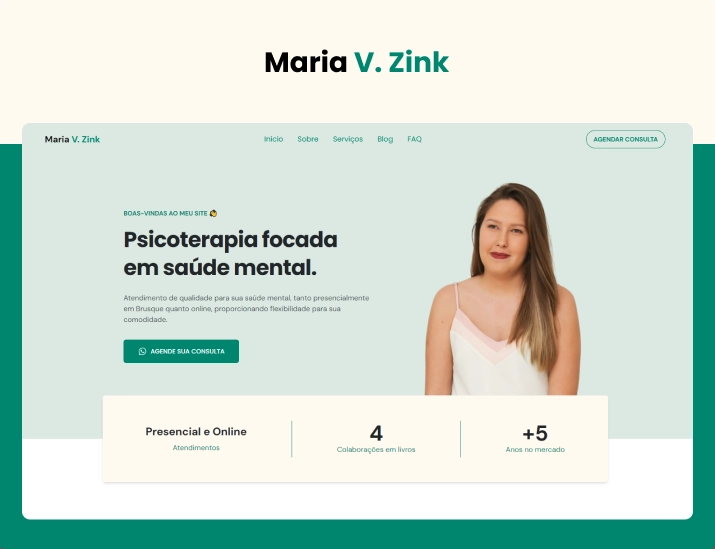 Maria V. Zink
Maria V. Zink
Início
Sobre
Serviços
Blog
FAQ
AGENDAR CONSULTA
BOAS-VINDAS AO MEU SITE
Psicoterapia focada
em saúde mental.
Atendimento de qualidade para sua saúde mental, tanto presencialmente
em Brusque quanto online, proporcionando flexibilidade para sua
comodidade.
AGENDE SUA CONSULTA
Presencial e Online
Atendimentos
4
Colaborações em livros
+5
Anos no mercado